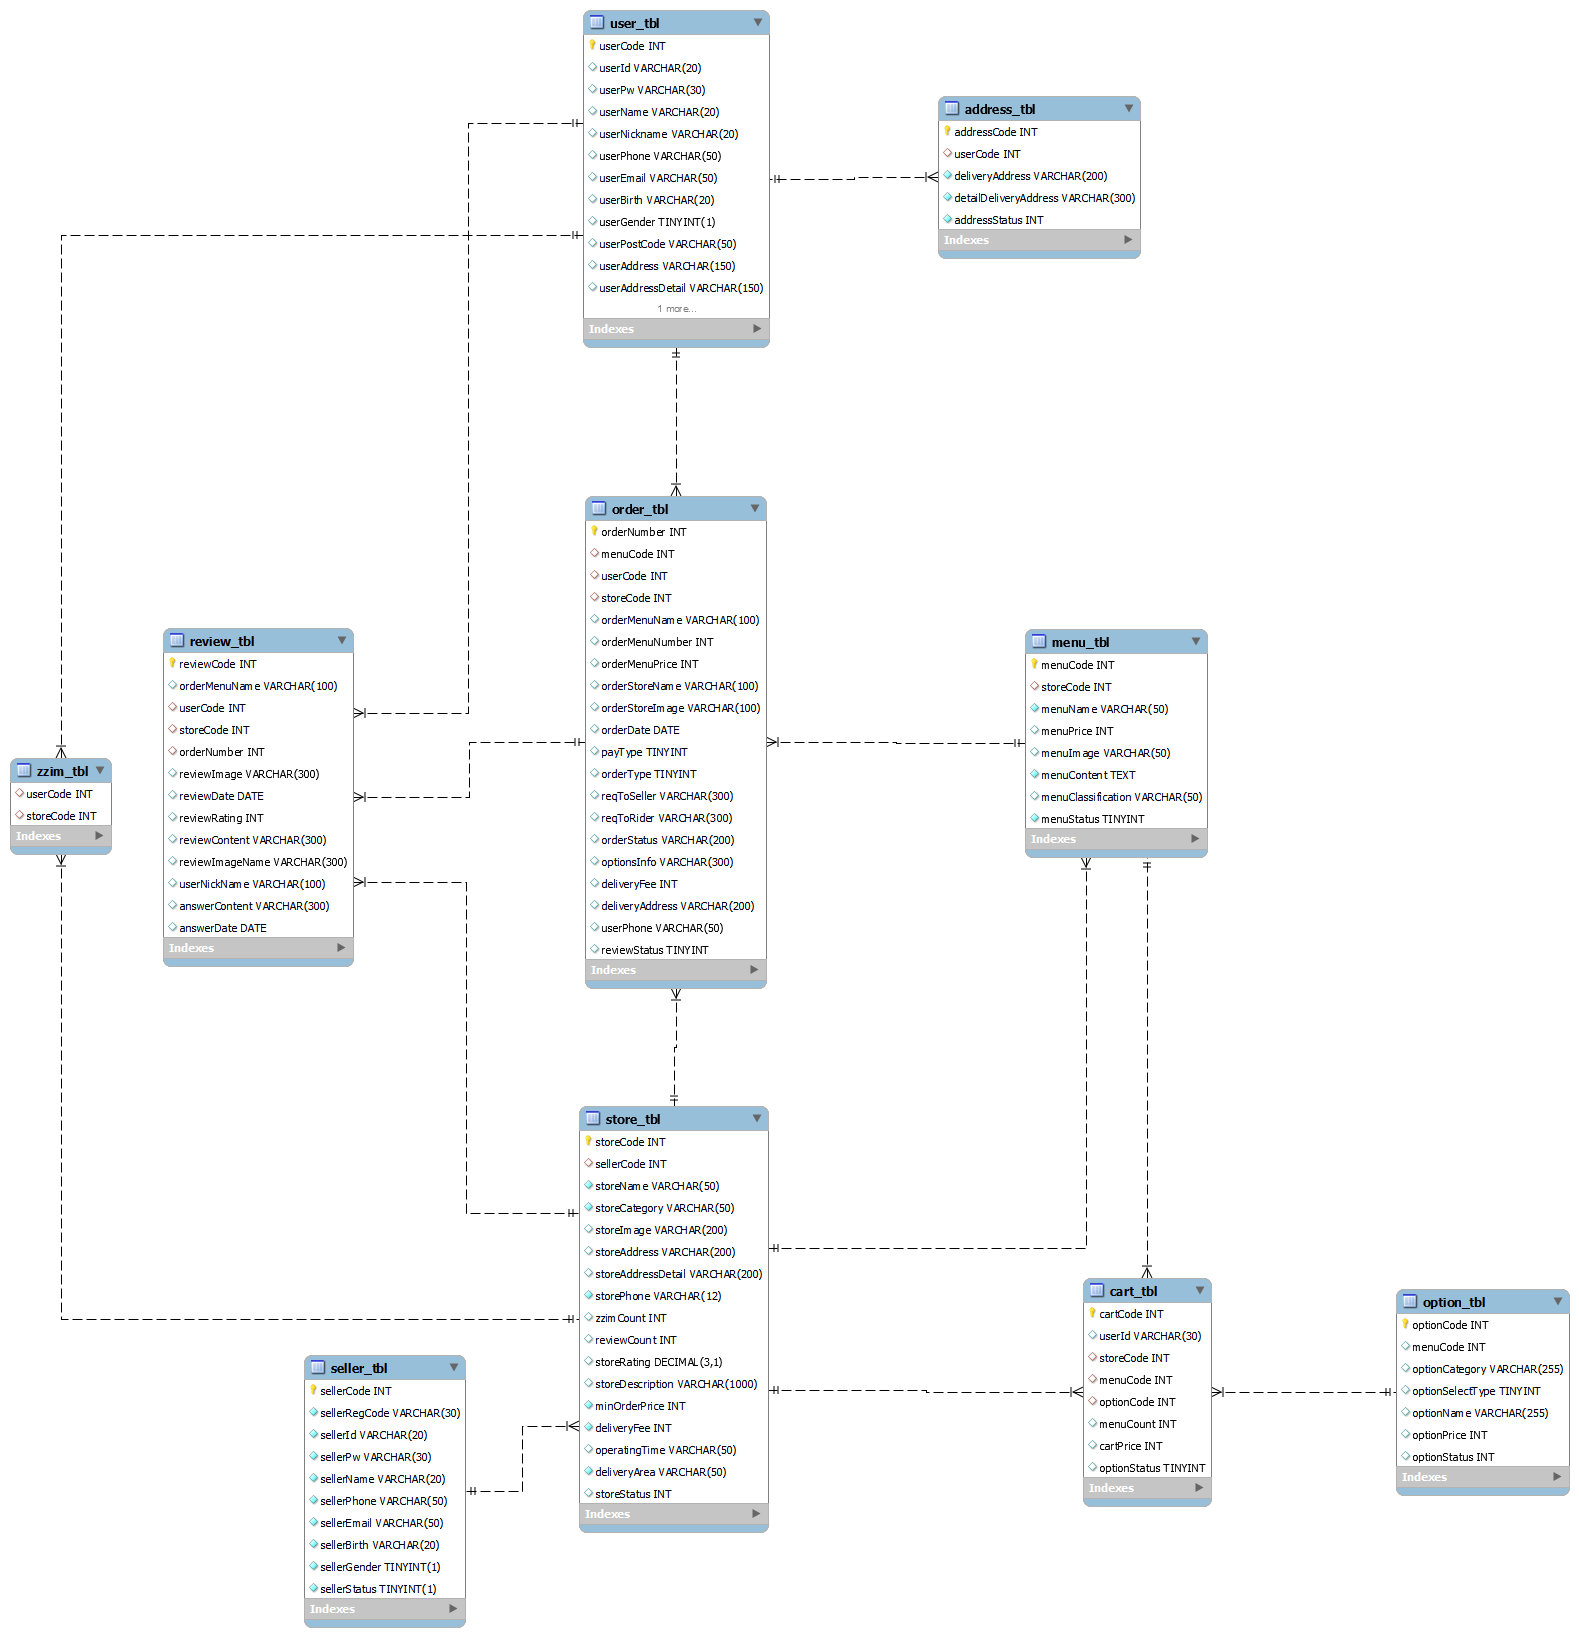 user_tbl
userCode INT
userId VARCHAR(20)
userPw VARCHAR(30)
userName VARCHAR(20)
userNickname VARCHAR(20)
userPhone VARCHAR(50)
userEmail VARCHAR(50)
userBirth VARCHAR(20)
userGender TINYINT(1)
userPostCode VARCHAR(50)
userAddress VARCHAR(150)
userAddressDetail VARCHAR(150)
1 more...
Indexes
address_tbl
addressCode INT
userCode INT
deliveryAddress VARCHAR(200)
detailDeliveryAddress VARCHAR(300)
addressStatus INT
Indexes
order_tbl
orderNumber INT
menuCode INT
userCode INT
storeCode INT
orderMenuName VARCHAR(100)
orderMenuNumber INT
orderMenuPrice INT
orderStoreName VARCHAR(100)
orderStoreImage VARCHAR(100)
orderDate DATE
payType TINYINT
orderType TINYINT
reqToSeller VARCHAR(300)
reqToRider VARCHAR(300)
orderStatus VARCHAR(200)
optionsInfo VARCHAR(300)
deliveryFee INT
deliveryAddress VARCHAR(200)
userPhone VARCHAR(50)
reviewStatus TINYINT
Indexes
review_tbl
reviewCode INT
orderMenuName VARCHAR(100)
userCode INT
storeCode INT
orderNumber INT
reviewImage VARCHAR(300)
reviewDate DATE
reviewRating INT
reviewContent VARCHAR(300)
reviewImageName VARCHAR(300)
userNickName VARCHAR(100)
answerContent VARCHAR(300)
answerDate DATE
Indexes
menu_tbl
menuCode INT
storeCode INT
menuName VARCHAR(50)
menuPrice INT
menuImage VARCHAR(50)
menuContent TEXT
menuClassification VARCHAR(50)
menuStatus TINYINT
Indexes
zzim_tbl
userCode INT
storeCode INT
Indexes
store_tbl
storeCode INT
sellerCode INT
storeName VARCHAR(50)
storeCategory VARCHAR(50)
storeImage VARCHAR(200)
storeAddress VARCHAR(200)
storeAddressDetail VARCHAR(200)
storePhone VARCHAR(12)
zzimCount INT
reviewCount INT
storeRating DECIMAL(3,1)
storeDescription VARCHAR(1000)
minOrderPrice INT
deliveryFee INT
operatingTime VARCHAR(50)
deliveryArea VARCHAR(50)
storeStatus INT
Indexes
cart_tbl
cartCode INT
userId VARCHAR(30)
storeCode INT
menuCode INT
optionCode INT
menuCount INT
cartPrice INT
optionStatus TINYINT
Indexes
option_tbl
optionCode INT
menuCode INT
optionCategory VARCHAR(255)
optionSelectType TINYINT
optionName VARCHAR(255)
optionPrice INT
optionStatus INT
Indexes
seller_tbl
sellerCode INT
sellerRegCode VARCHAR(30)
sellerId VARCHAR(20)
sellerPw VARCHAR(30)
sellerName VARCHAR(20)
sellerPhone VARCHAR(50)
sellerEmail VARCHAR(50)
sellerBirth VARCHAR(20)
sellerGender TINYINT(1)
sellerStatus TINYINT(1)
Indexes